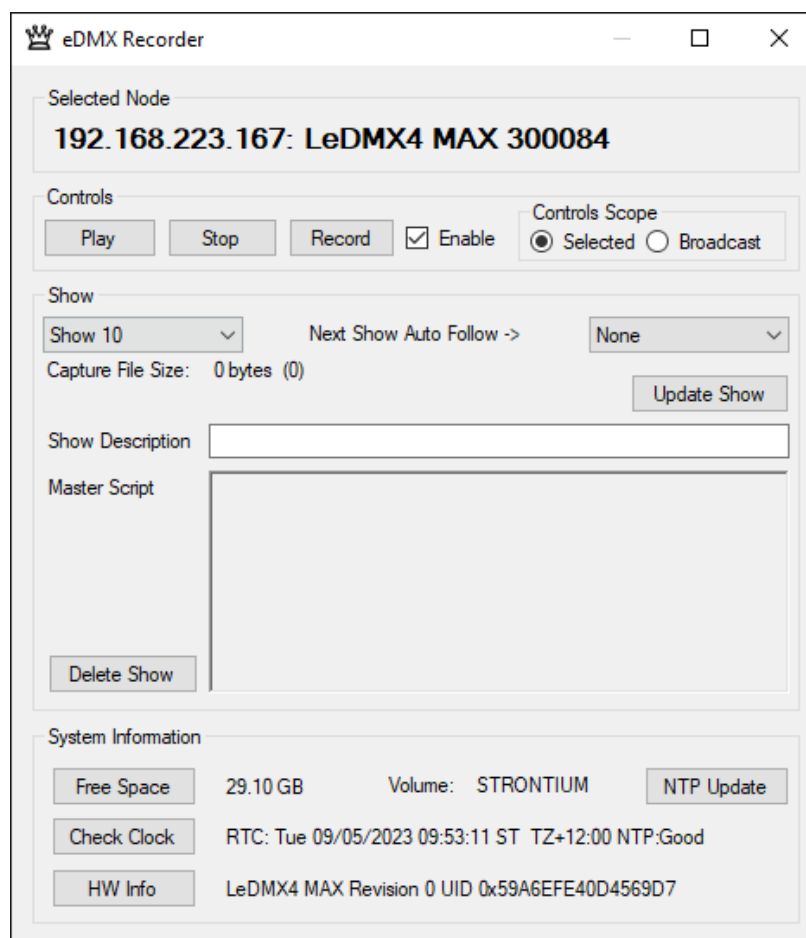 eDMX Recorder
Selected Node
192.168.223.167: LeDMX4 MAX 300084
Controls
Play Stop Record Enable
Controls Scope
Selected Broadcast
Show
Show 10 Next Show Auto Follow -> None
Capture File Size: 0 bytes (0)
Update Show
Show Description
Master Script
Delete Show
System Information
Free Space 29.10 GB Volume: STRONTIUM NTP Update
Check Clock RTC: Tue 09/05/2023 09:53:11 ST TZ+12:00 NTP:Good
HW Info LeDMX4 MAX Revision 0 UID 0x59A6EFE40D4569D7